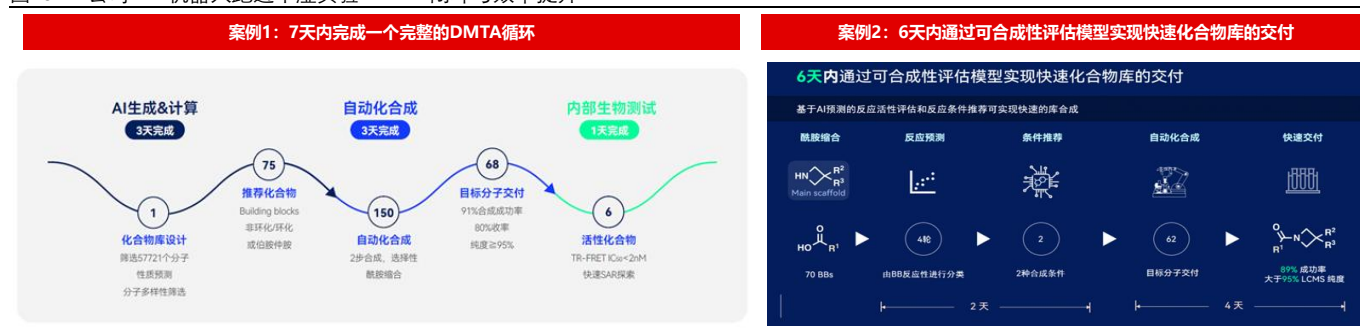 案例1：7天内完成一个完整的DMTA循环
AI生成&计算
3天完成
自动化合成
3天完成
内部生物测试
1天完成
1
化合物库设计
筛选57721个分子
性质预测
分子多样性筛选
75
推荐化合物
Building blocks
非环化/环化
或伯胺仲胺
150
自动化合成
2步合成，选择性
酰胺缩合
68
目标分子交付
91%合成成功率
80%收率
纯度≥95%
6
活性化合物
TR-FRET IC₅₀<2nM
快速SAR探索
案例2：6天内通过可合成性评估模型实现快速化合物库的交付
6天内通过可合成性评估模型实现快速化合物库的交付
基于AI预测的反应活性评估和反应条件推荐可实现快速的库合成
酰胺缩合
反应预测
条件推荐
自动化合成
快速交付
HN R² R³
Main scaffold
HO O R¹
4轮
2
62
O R¹ N R² R³
70 BBs
由BB反应性进行分类
2种合成条件
目标分子交付
89% 成功率
大于95% LCMS 纯度
2 天
4 天